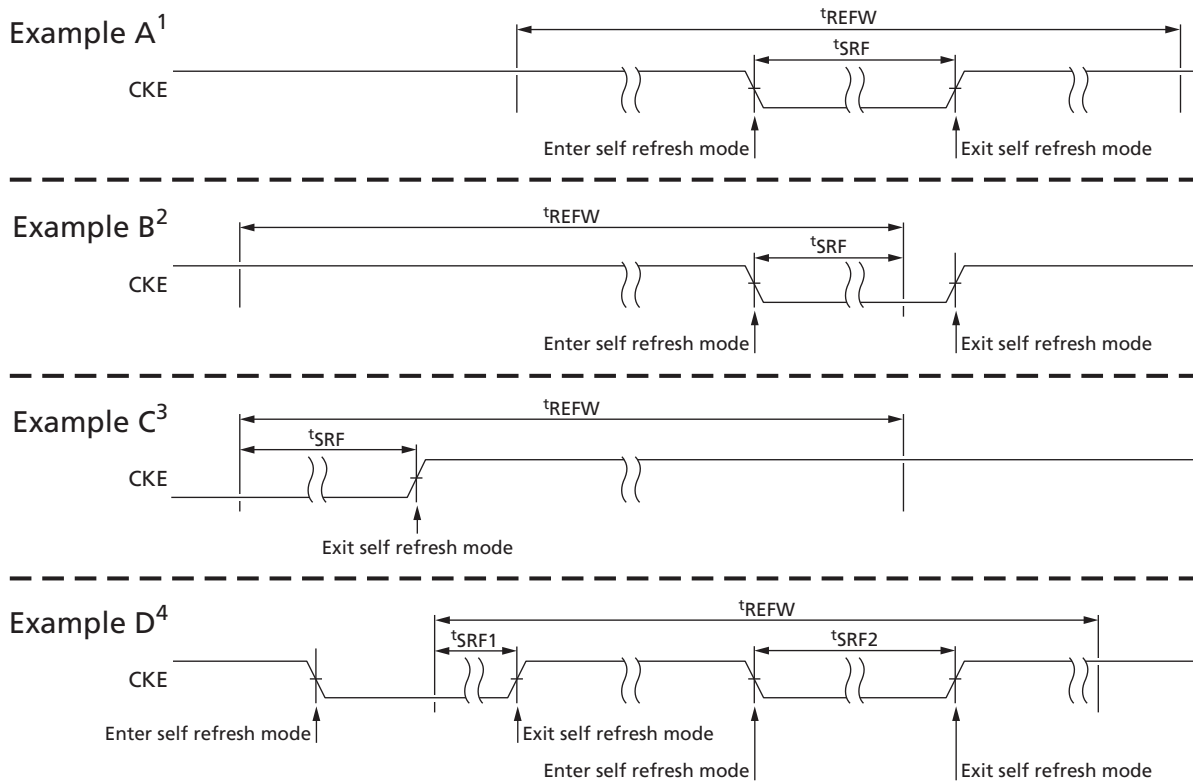 Example A¹
tREFW
tSRF
CKE
Enter self refresh mode
Exit self refresh mode
Example B²
tREFW
tSRF
CKE
Enter self refresh mode
Exit self refresh mode
Example C³
tREFW
tSRF
CKE
Exit self refresh mode
Example D⁴
tREFW
tSRF1
tSRF2
CKE
Enter self refresh mode
Exit self refresh mode
Enter self refresh mode
Exit self refresh mode